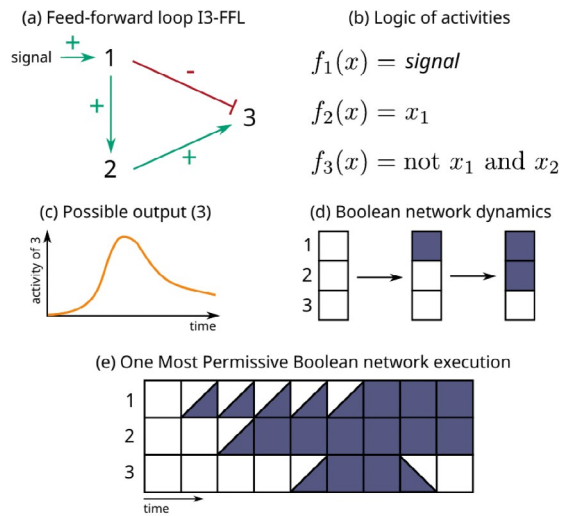 (a) Feed-forward loop I3-FFL
signal + 1
-
+
3
+
2
(b) Logic of activities
f₁(x) = signal
f₂(x) = x₁
f₃(x) = not x₁ and x₂
(c) Possible output (3)
activity of 3
time
(d) Boolean network dynamics
1
2
3
(e) One Most Permissive Boolean network execution
1
2
3
time